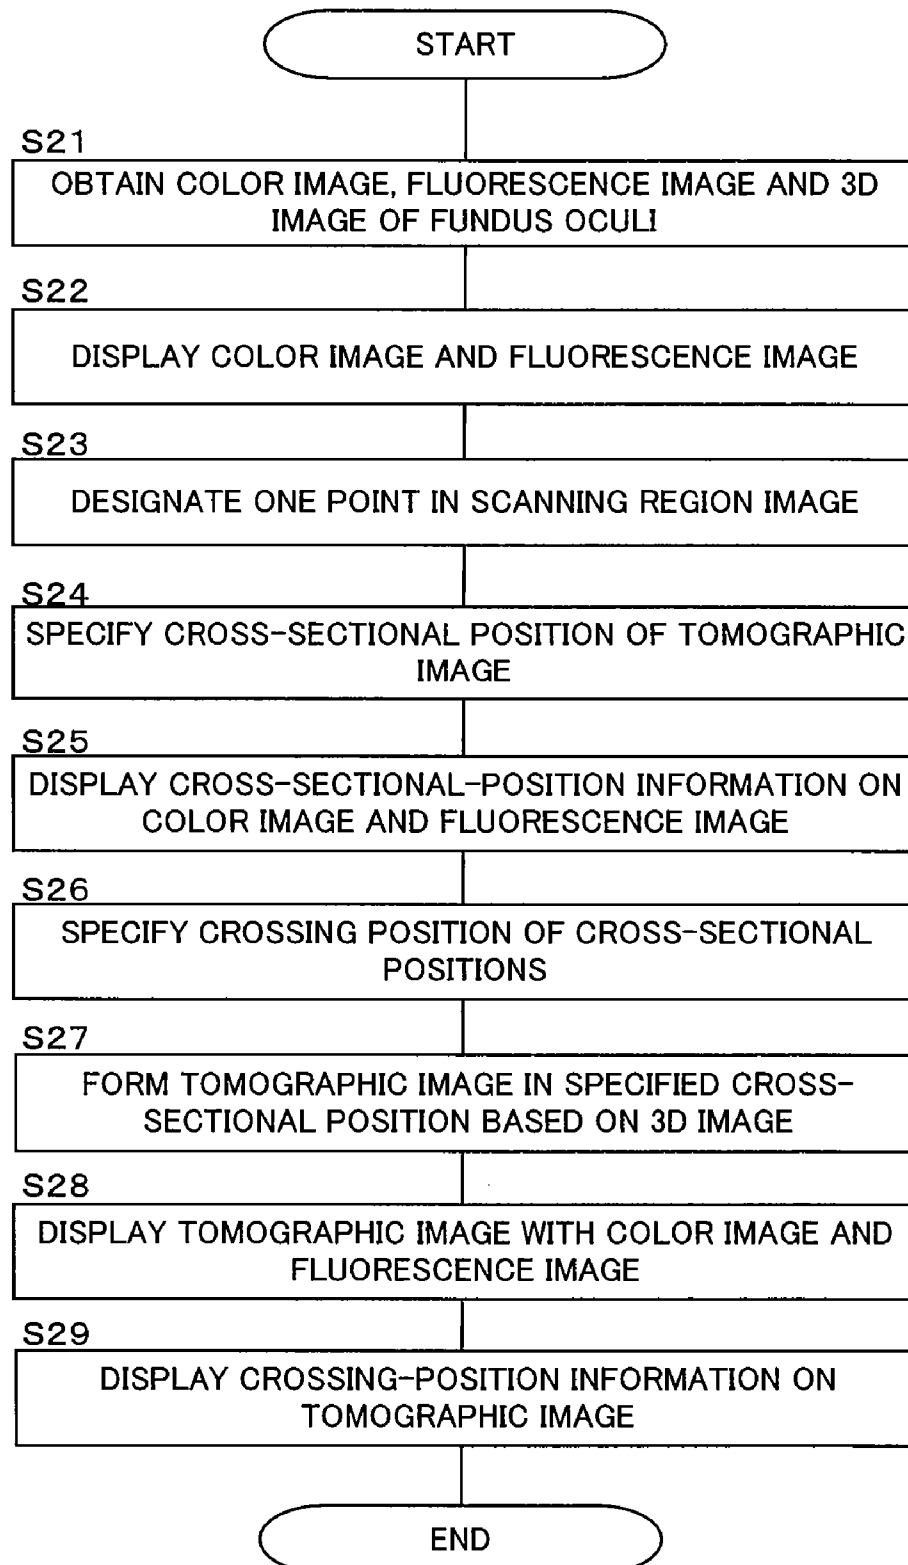 START
S21
OBTAIN COLOR IMAGE, FLUORESCENCE IMAGE AND 3D
IMAGE OF FUNDUS OCULI
S22
DISPLAY COLOR IMAGE AND FLUORESCENCE IMAGE
S23
DESIGNATE ONE POINT IN SCANNING REGION IMAGE
S24
SPECIFY CROSS-SECTIONAL POSITION OF TOMOGRAPHIC
IMAGE
S25
DISPLAY CROSS-SECTIONAL-POSITION INFORMATION ON
COLOR IMAGE AND FLUORESCENCE IMAGE
S26
SPECIFY CROSSING POSITION OF CROSS-SECTIONAL
POSITIONS
S27
FORM TOMOGRAPHIC IMAGE IN SPECIFIED CROSS-
SECTIONAL POSITION BASED ON 3D IMAGE
S28
DISPLAY TOMOGRAPHIC IMAGE WITH COLOR IMAGE AND
FLUORESCENCE IMAGE
S29
DISPLAY CROSSING-POSITION INFORMATION ON
TOMOGRAPHIC IMAGE
END